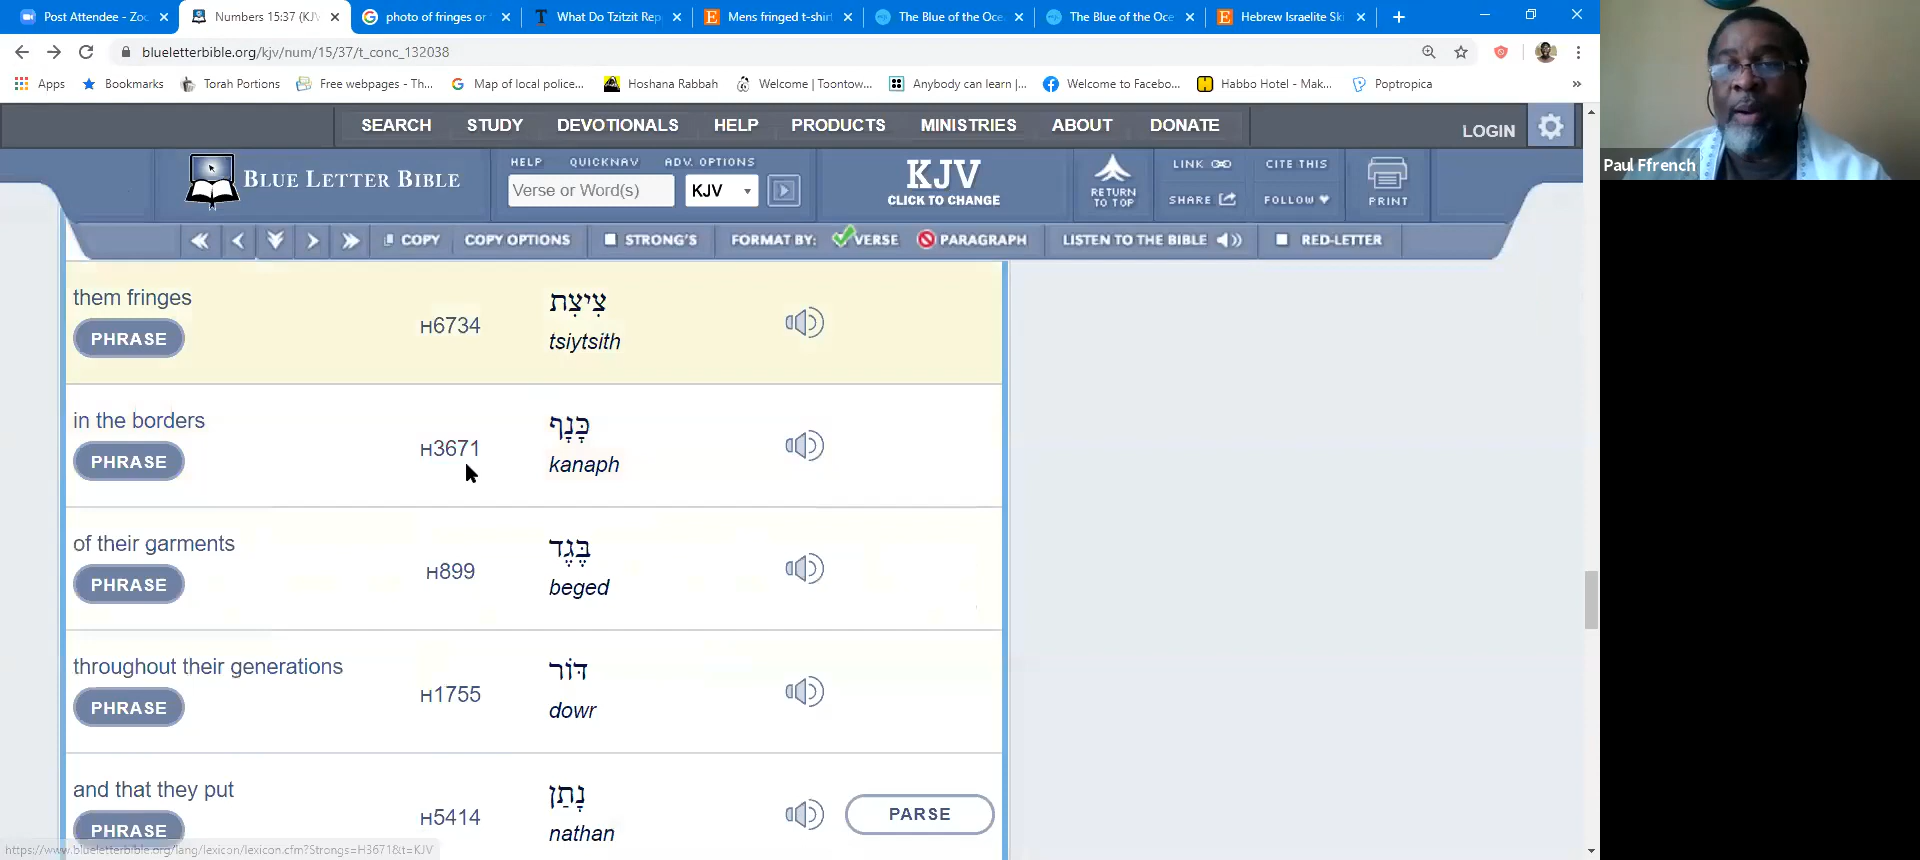 Post Attendee - Zoo
Numbers 15:37 (KJV
photo of fringes or
What Do Tzitzit Rep
Mens fringed t-shirt
The Blue of the Oce
The Blue of the Oce
Hebrew Israelite Ski
blueletterbible.org/kjv/num/15/37/t_conc_132038
Apps
Bookmarks
Torah Portions
Free webpages - Th...
Map of local police...
Hoshana Rabbah
Welcome | Toontow...
Anybody can learn |...
Welcome to Facebo...
Habbo Hotel - Mak...
Poptropica
SEARCH STUDY DEVOTIONALS HELP PRODUCTS MINISTRIES ABOUT DONATE
LOGIN
BLUE LETTER BIBLE
HELP QUICKNAV ADV. OPTIONS
Verse or Word(s) KJV
KJV
CLICK TO CHANGE
RETURN
TO TOP
LINK CITE THIS
SHARE FOLLOW
PRINT
Paul Ffrench
COPY COPY OPTIONS STRONG'S FORMAT BY: VERSE PARAGRAPH LISTEN TO THE BIBLE RED-LETTER
them fringes
PHRASE
H6734
צִיצִת
tsiytsith
in the borders
PHRASE
H3671
כָּנָף
kanaph
of their garments
PHRASE
H899
בֶּגֶד
beged
throughout their generations
PHRASE
H1755
דּוֹר
dowr
and that they put
PHRASE
H5414
נָתַן
nathan
PARSE
https://www.blueletterbible.org/lang/lexicon/lexicon.cfm?Strongs=H3671&t=KJV